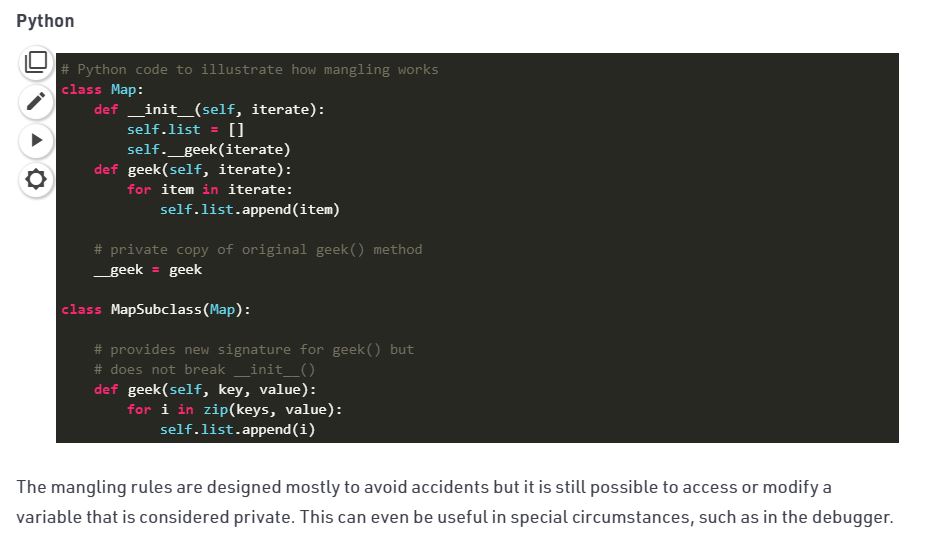 Python
# Python code to illustrate how mangling works
class Map:
    def __init__(self, iterate):
        self.list = []
        self.__geek(iterate)
    def geek(self, iterate):
        for item in iterate:
            self.list.append(item)
    # private copy of original geek() method
    __geek = geek
class MapSubclass(Map):
    # provides new signature for geek() but
    # does not break __init__()
    def geek(self, key, value):
        for i in zip(keys, value):
            self.list.append(i)
The mangling rules are designed mostly to avoid accidents but it is still possible to access or modify a
variable that is considered private. This can even be useful in special circumstances, such as in the debugger.